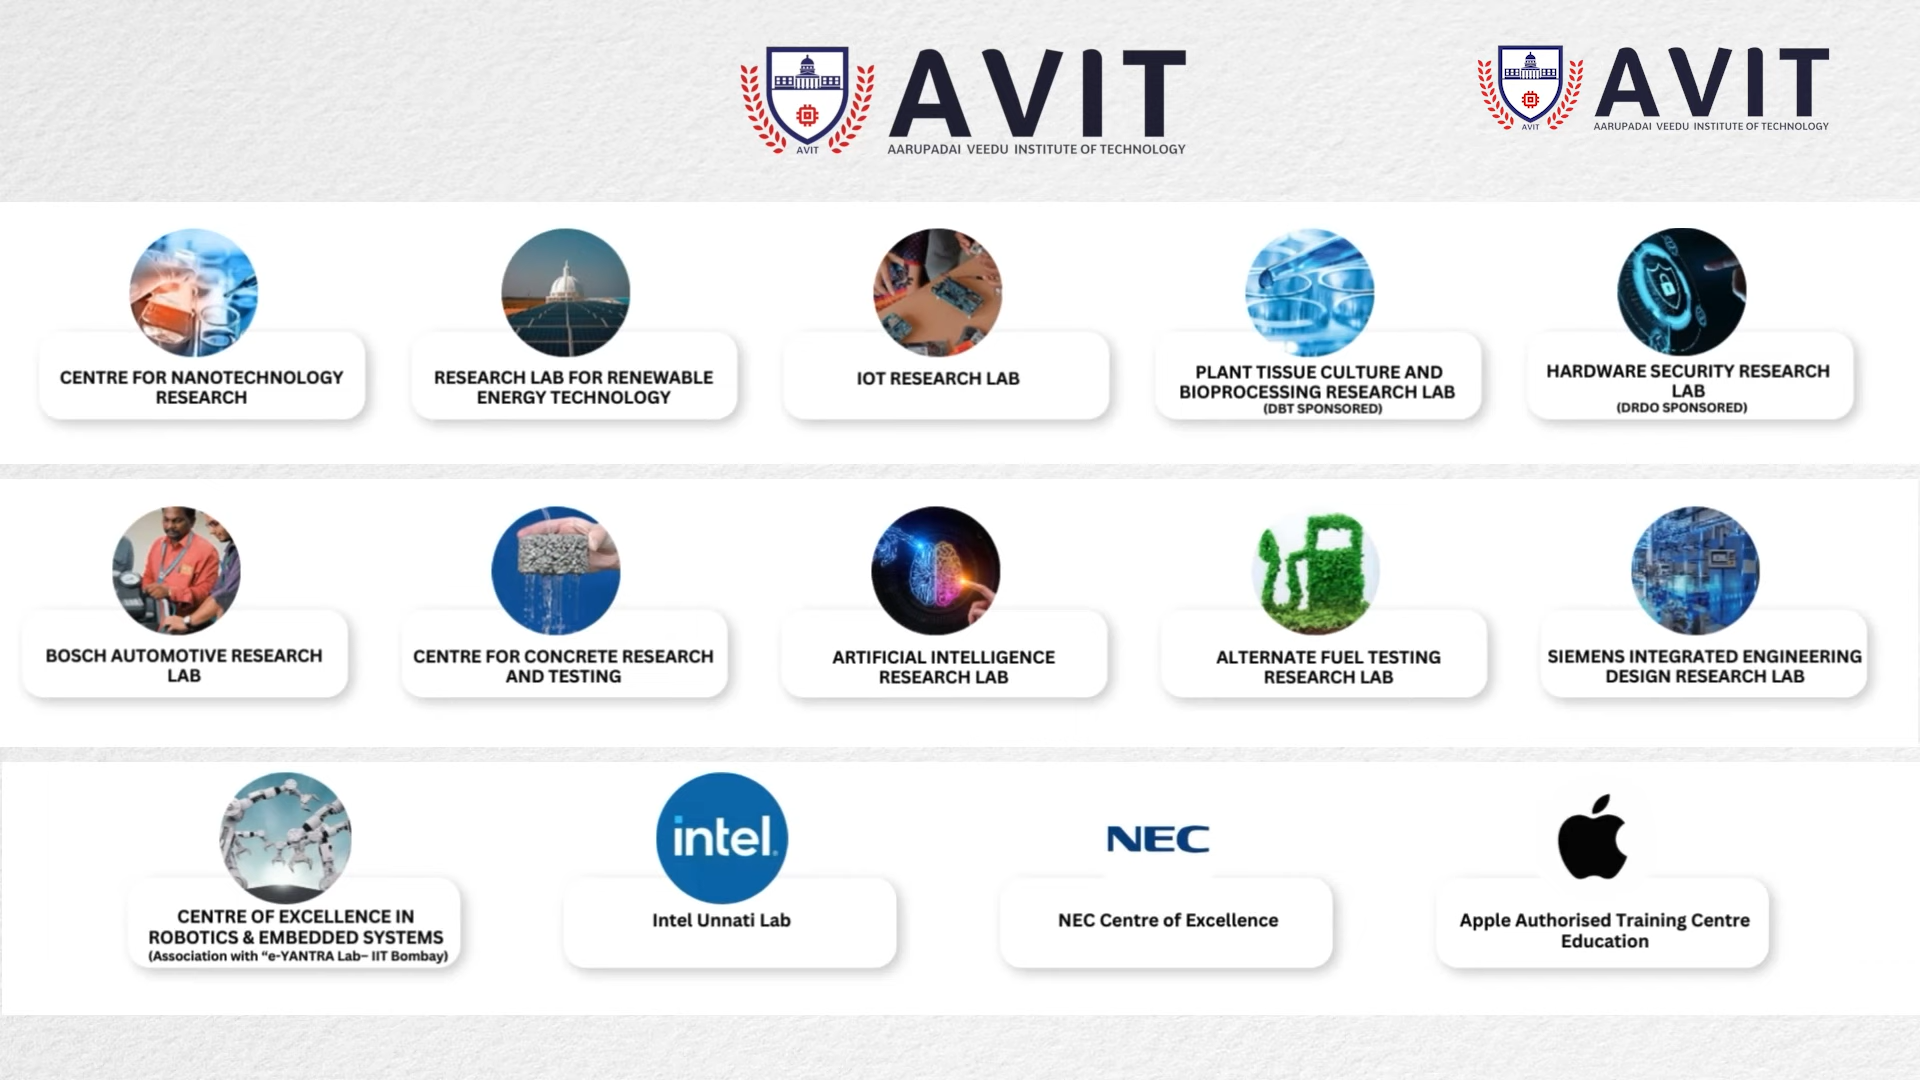 AVIT
AVIT
AARUPADAI VEEDU INSTITUTE OF TECHNOLOGY
AVIT
AVIT
AARUPADAI VEEDU INSTITUTE OF TECHNOLOGY
CENTRE FOR NANOTECHNOLOGY
RESEARCH
RESEARCH LAB FOR RENEWABLE
ENERGY TECHNOLOGY
IOT RESEARCH LAB
PLANT TISSUE CULTURE AND
BIOPROCESSING RESEARCH LAB
(DBT SPONSORED)
HARDWARE SECURITY RESEARCH
LAB
(DRDO SPONSORED)
BOSCH AUTOMOTIVE RESEARCH
LAB
CENTRE FOR CONCRETE RESEARCH
AND TESTING
ARTIFICIAL INTELLIGENCE
RESEARCH LAB
ALTERNATE FUEL TESTING
RESEARCH LAB
SIEMENS INTEGRATED ENGINEERING
DESIGN RESEARCH LAB
CENTRE OF EXCELLENCE IN
ROBOTICS & EMBEDDED SYSTEMS
(Association with “e-YANTRA Lab– IIT Bombay)
intel.
Intel Unnati Lab
NEC
NEC Centre of Excellence
Apple Authorised Training Centre
Education